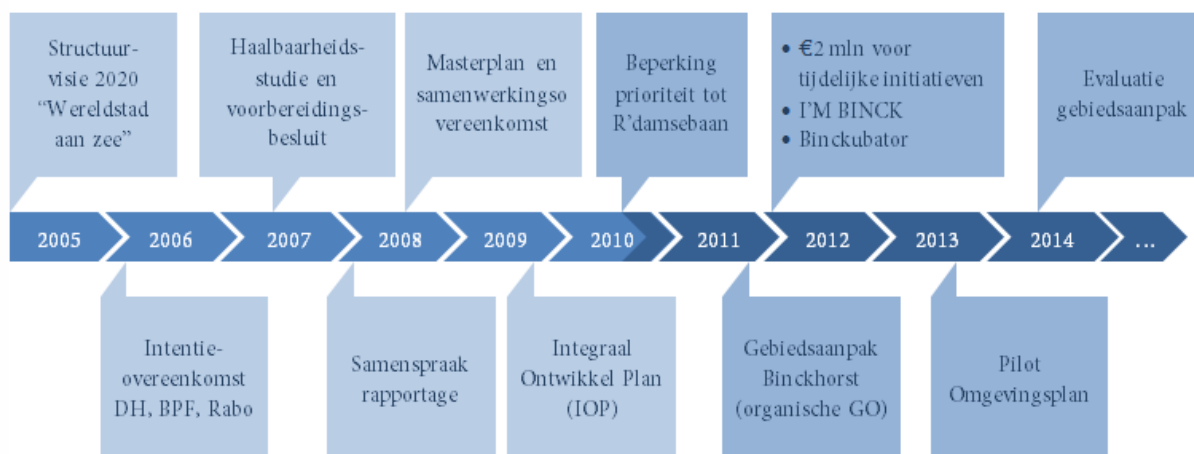 Structuur-
visie 2020
“Wereldstad
aan zee”
Haalbaarheids-
studie en
voorbereidings-
besluit
Masterplan en
samenwerkingso
vereenkomst
Beperking
prioriteit tot
R’damsebaan
• €2 mln voor
tijdelijke initiatieven
• I’M BINCK
• Binckubator
Evaluatie
gebiedsaanpak
2005 2006 2007 2008 2009 2010 2011 2012 2013 2014 ...
Intentie-
overeenkomst
DH, BPF, Rabo
Samenspraak
rapportage
Integraal
Ontwikkel Plan
(IOP)
Gebiedsaanpak
Binckhorst
(organische GO)
Pilot
Omgevingsplan